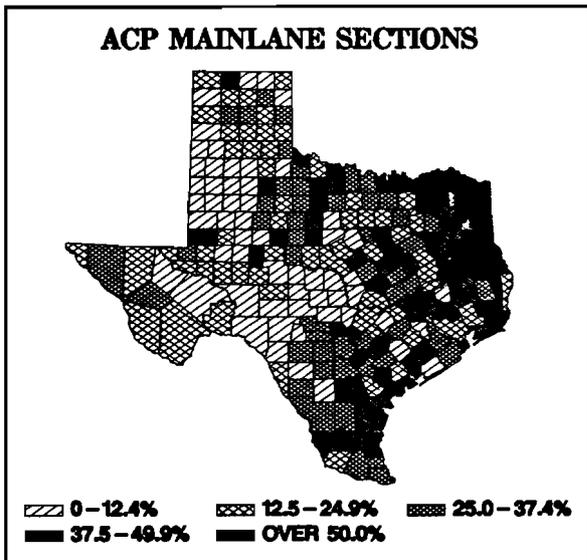 ACP MAINLANE SECTIONS
0-12.4% 12.5-24.9% 25.0-37.4%
37.5-49.9% OVER 50.0%